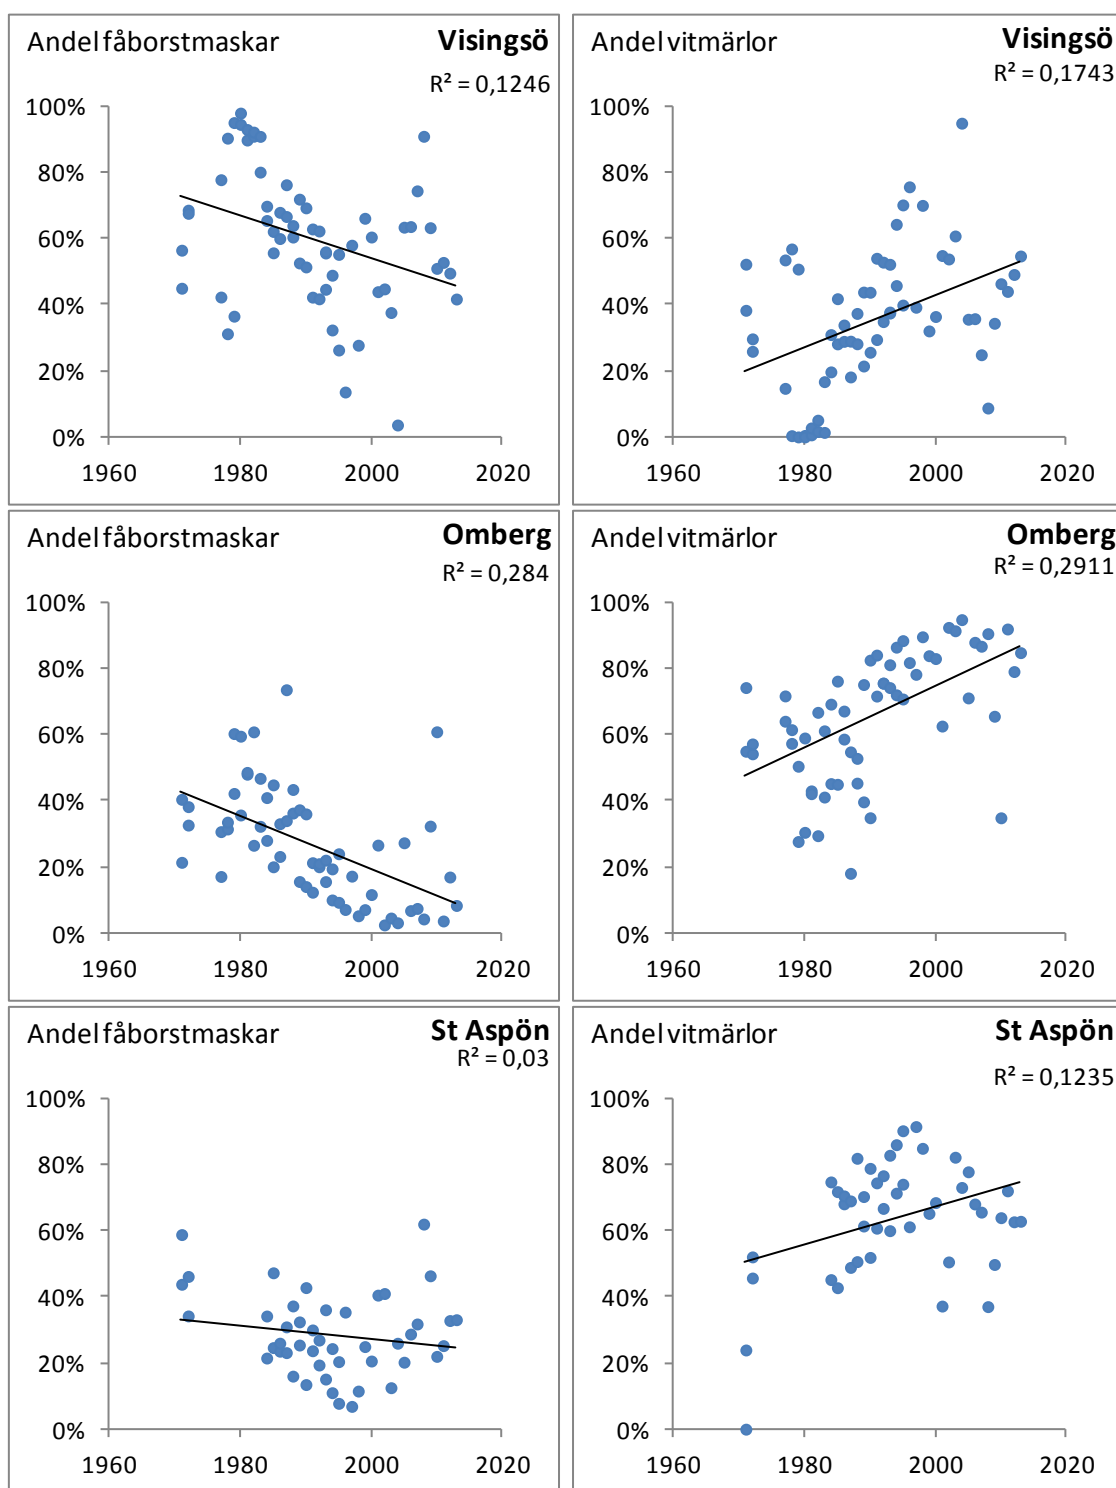 Andel fåborstmaskar Visingsö
R² = 0,1246
100%
80%
60%
40%
20%
0%
1960 1980 2000 2020
Andel vitmärlor Visingsö
R² = 0,1743
100%
80%
60%
40%
20%
0%
1960 1980 2000 2020
Andel fåborstmaskar Omberg
R² = 0,284
100%
80%
60%
40%
20%
0%
1960 1980 2000 2020
Andel vitmärlor Omberg
R² = 0,2911
100%
80%
60%
40%
20%
0%
1960 1980 2000 2020
Andel fåborstmaskar St Aspön
R² = 0,03
100%
80%
60%
40%
20%
0%
1960 1980 2000 2020
Andel vitmärlor St Aspön
R² = 0,1235
100%
80%
60%
40%
20%
0%
1960 1980 2000 2020